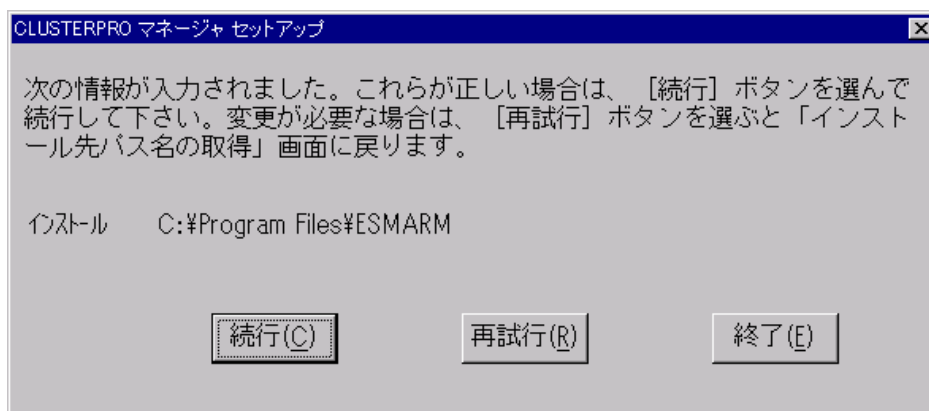 CLUSTERPRO マネージャ セットアップ
次の情報が入力されました。これらが正しい場合は、［続行］ボタンを選んで
続行して下さい。変更が必要な場合は、［再試行］ボタンを選ぶと「インスト
ール先パス名の取得」画面に戻ります。
ｲﾝｽﾄｰﾙ C:¥Program Files¥ESMARM
続行(C) 再試行(R) 終了(E)